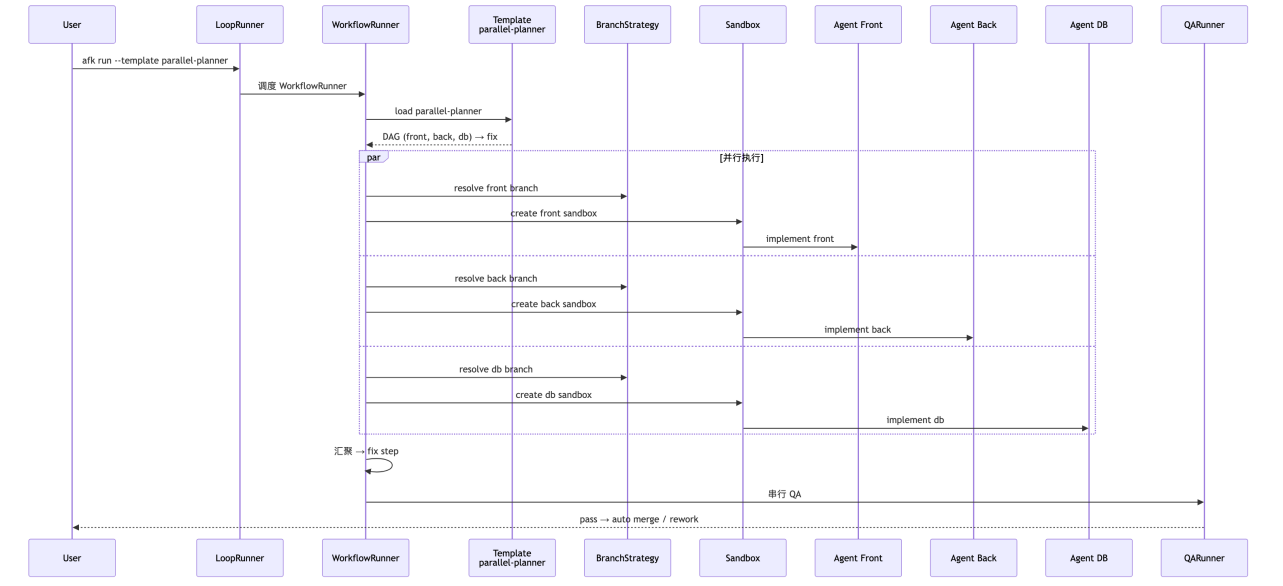 User
LoopRunner
WorkflowRunner
Template
parallel-planner
BranchStrategy
Sandbox
Agent Front
Agent Back
Agent DB
QARunner
afk run --template parallel-planner
调度 WorkflowRunner
load parallel-planner
DAG (front, back, db) → fix
par
[并行执行]
resolve front branch
create front sandbox
implement front
resolve back branch
create back sandbox
implement back
resolve db branch
create db sandbox
implement db
汇聚 → fix step
串行 QA
pass → auto merge / rework
User
LoopRunner
WorkflowRunner
Template
parallel-planner
BranchStrategy
Sandbox
Agent Front
Agent Back
Agent DB
QARunner